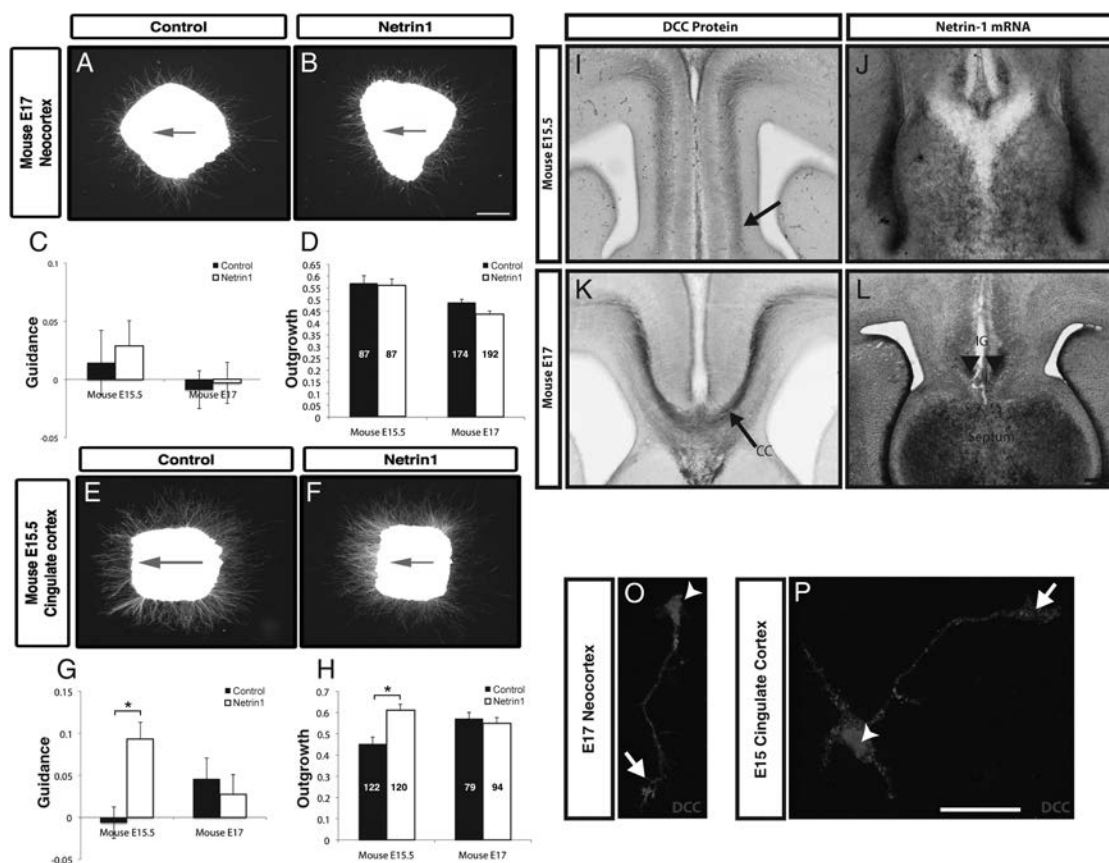 Control
Netrin1
Mouse E17
Neocortex
A
B
C
0.1
0.05
0
-0.05
Guidance
Control
Netrin1
Mouse E15.5
Mouse E17
D
0.65
0.6
0.55
0.5
0.45
0.4
0.35
0.3
0.25
0.2
0.15
0.1
0.05
0
Outgrowth
Control
Netrin1
87
87
174
192
Mouse E15.5
Mouse E17
Control
Netrin1
Mouse E15.5
Cingulate cortex
E
F
G
0.15
0.1
0.05
0
-0.05
Guidance
*
Control
Netrin1
Mouse E15.5
Mouse E17
H
0.7
0.6
0.5
0.4
0.3
0.2
0.1
0
Outgrowth
*
Control
Netrin1
122
120
79
94
Mouse E15.5
Mouse E17
DCC Protein
Netrin-1 mRNA
Mouse E15.5
I
J
Mouse E17
K
CC
L
IG
Septum
E17 Neocortex
O
DCC
E15 Cingulate Cortex
P
DCC